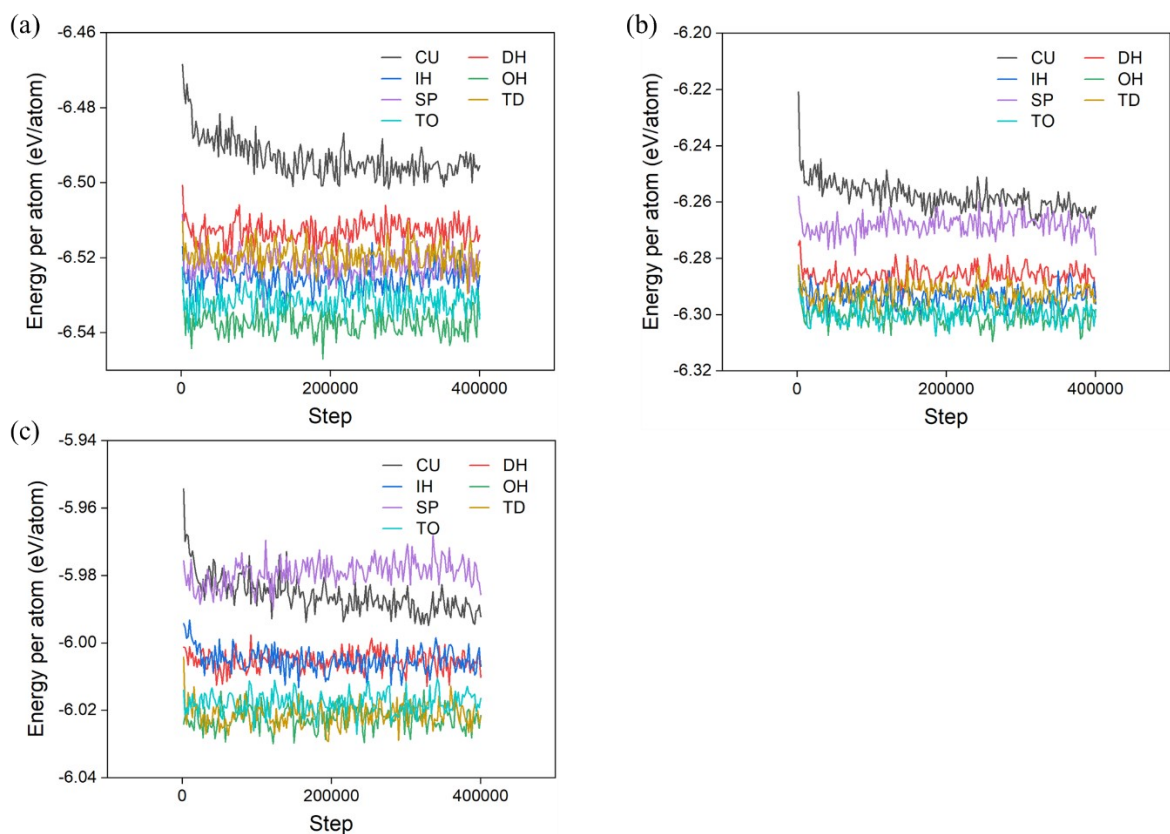 (a)
-6.46
-6.48
-6.50
-6.52
-6.54
Energy per atom (eV/atom)
CU DH
IH OH
SP TD
TO
0 200000 400000
Step
(b)
-6.20
-6.22
-6.24
-6.26
-6.28
-6.30
-6.32
Energy per atom (eV/atom)
CU DH
IH OH
SP TD
TO
0 200000 400000
Step
(c)
-5.94
-5.96
-5.98
-6.00
-6.02
-6.04
Energy per atom (eV/atom)
CU DH
IH OH
SP TD
TO
0 200000 400000
Step